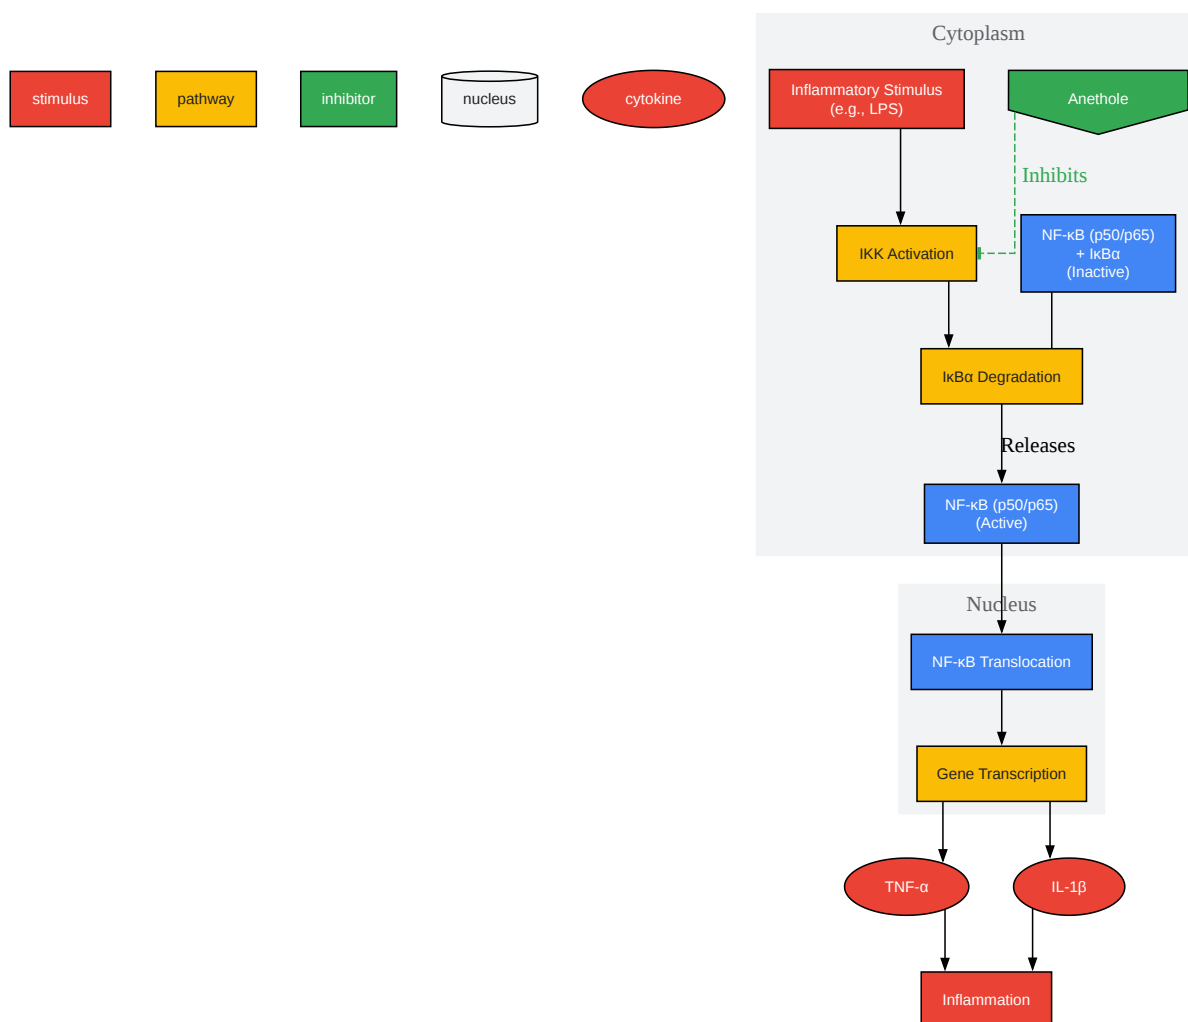 Cytoplasm
stimulus
pathway
inhibitor
nucleus
cytokine
Inflammatory Stimulus
(e.g., LPS)
Anethole
Inhibits
IKK Activation
NF-κB (p50/p65)
+ IκBα
(Inactive)
IκBα Degradation
Releases
NF-κB (p50/p65)
(Active)
Nucleus
NF-κB Translocation
Gene Transcription
TNF-α
IL-1β
Inflammation